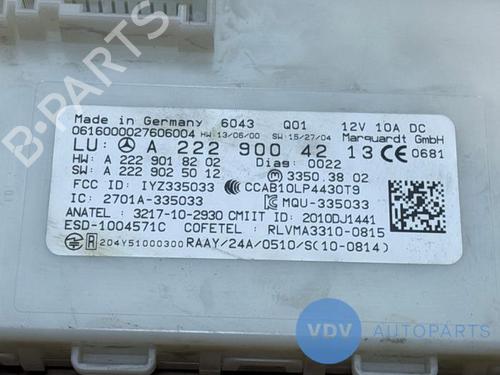 B-PARTS
Made in Germany 6043 Q01 12V 10A DC
0616000027606004 HW:13/06/00 SW:15/27/04 Marquardt GmbH
LU: A 222 900 42 13 CE 0681
HW: A 222 901 82 02 Diag: 0022
SW: A 222 902 50 12 3350.3802
FCC ID: IYZ335033 CCAB10LP4430T9
IC: 2701A-335033 MQU-335033
ANATEL: 3217-10-2930 CMIIT ID: 2010DJ1441
ESD-1004571C COFETEL: RLVMA3310-0815
R 204Y51000300 RAAY/24A/0510/S(10-0814)
VDV AUTOPARTS